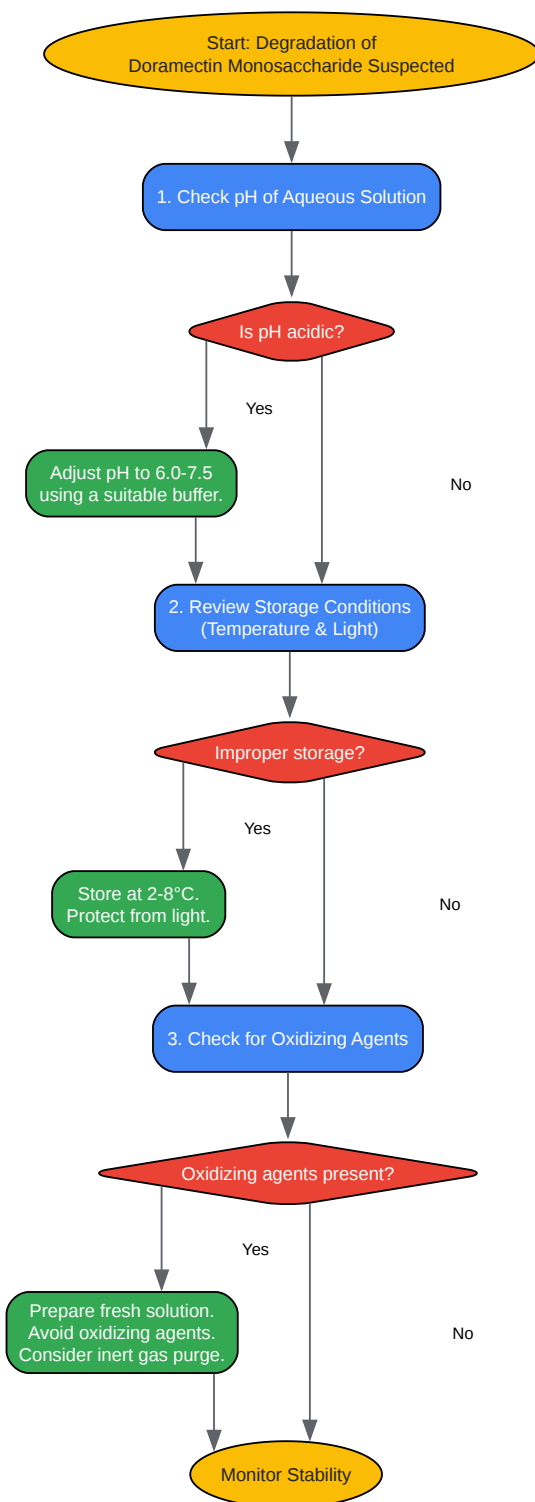 Start: Degradation of
Doramectin Monosaccharide Suspected
1. Check pH of Aqueous Solution
Is pH acidic?
Yes
Adjust pH to 6.0-7.5
using a suitable buffer.
No
2. Review Storage Conditions
(Temperature & Light)
Improper storage?
Yes
Store at 2-8°C.
Protect from light.
No
3. Check for Oxidizing Agents
Oxidizing agents present?
Yes
Prepare fresh solution.
Avoid oxidizing agents.
Consider inert gas purge.
No
Monitor Stability